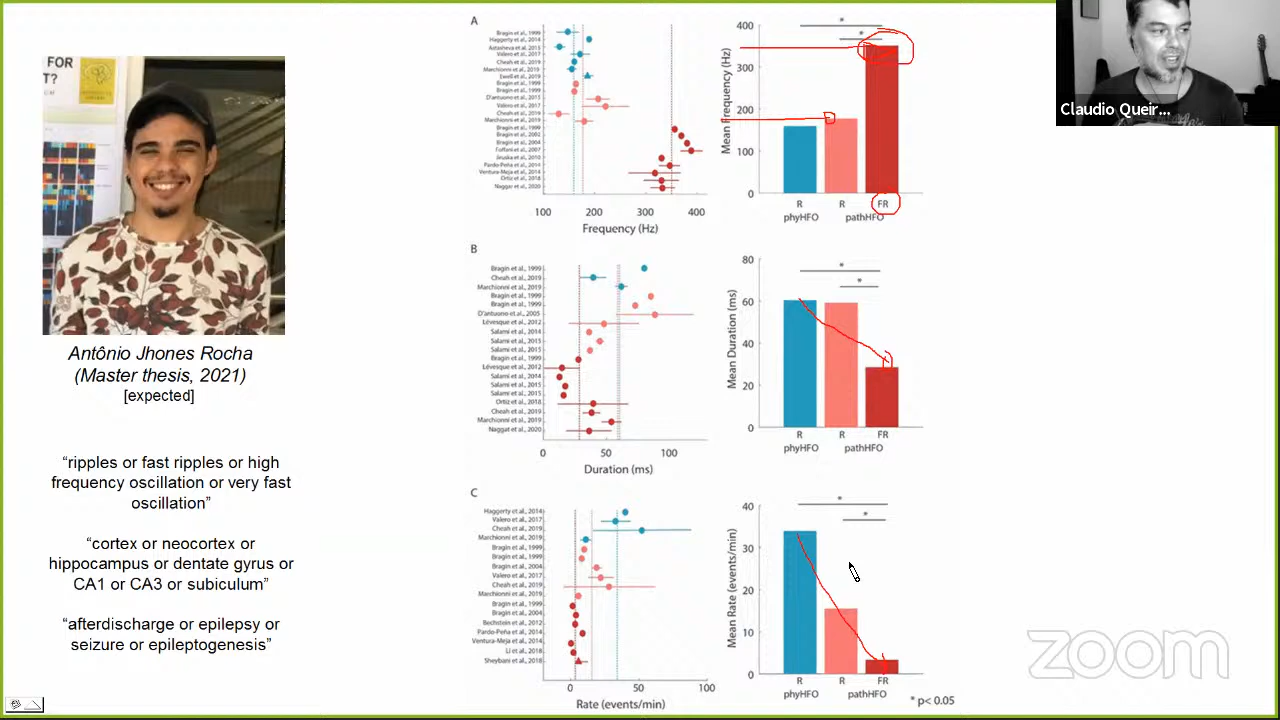 FOR
T?
Antônio Jhones Rocha
(Master thesis, 2021)
[expected]
“ripples or fast ripples or high
frequency oscillation or very fast
oscillation”
“cortex or neocortex or
hippocampus or dentate gyrus or
CA1 or CA3 or subiculum”
“afterdischarge or epilepsy or
seizure or epileptogenesis”
A
Bragin et al., 1999
Haggerty et al., 2014
Valero et al., 2017
Cheah et al., 2019
Marchionni et al., 2019
Ewell et al., 2019
Bragin et al., 1999
Bragin et al., 1999
D'antuono et al., 2015
Valero et al., 2017
Cheah et al., 2019
Marchionni et al., 2019
Bragin et al., 1999
Bragin et al., 2002
Bragin et al., 2004
Foffani et al., 2007
Jiruska et al., 2010
Pardo-Peña et al., 2014
Ventura-Meja et al., 2014
Ortiz et al., 2018
Naggar et al., 2020
100 200 300 400
Frequency (Hz)
Mean Frequency (Hz)
400
300
200
100
0
* 
*
R R FR
phyHFO pathHFO
B
Bragin et al., 1999
Cheah et al., 2019
Marchionni et al., 2019
Bragin et al., 1999
Bragin et al., 1999
D'antuono et al., 2005
Lévesque et al., 2012
Salami et al., 2014
Salami et al., 2015
Salami et al., 2015
Bragin et al., 1999
Lévesque et al., 2012
Salami et al., 2014
Salami et al., 2015
Salami et al., 2015
Ortiz et al., 2018
Cheah et al., 2019
Marchionni et al., 2019
Naggat et al., 2020
0 50 100
Duration (ms)
Mean Duration (ms)
80
60
40
20
0
*
*
R R FR
phyHFO pathHFO
C
Haggerty et al., 2014
Valero et al., 2017
Cheah et al., 2019
Marchionni et al., 2019
Bragin et al., 1999
Bragin et al., 1999
Bragin et al., 2004
Valero et al., 2017
Cheah et al., 2019
Marchionni et al., 2019
Bragin et al., 1999
Bragin et al., 2004
Bechstein et al., 2012
Pardo-Peña et al., 2014
Ventura-Meja et al., 2014
Li et al., 2018
Sheybani et al., 2018
0 50 100
Rate (events/min)
Mean Rate (events/min)
40
30
20
10
0
*
*
R R FR
phyHFO pathHFO
* p< 0.05
Claudio Queir...
zoom